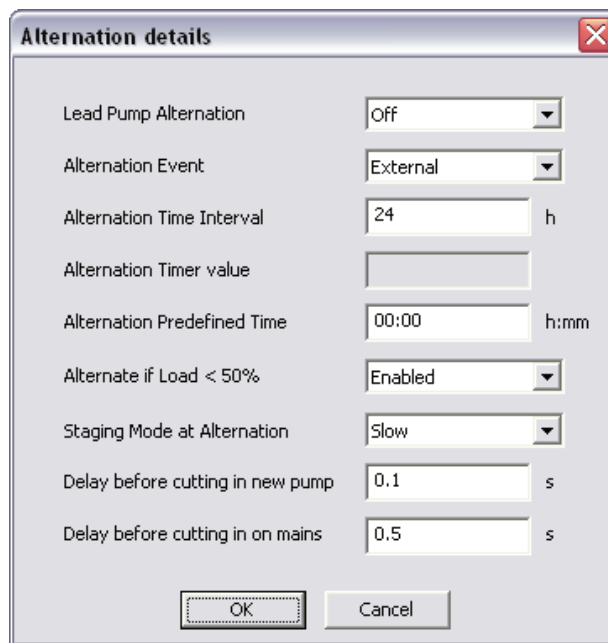 Alternation details
Lead Pump Alternation Off
Alternation Event External
Alternation Time Interval 24 h
Alternation Timer value
Alternation Predefined Time 00:00 h:mm
Alternate if Load < 50% Enabled
Staging Mode at Alternation Slow
Delay before cutting in new pump 0.1 s
Delay before cutting in on mains 0.5 s
OK Cancel